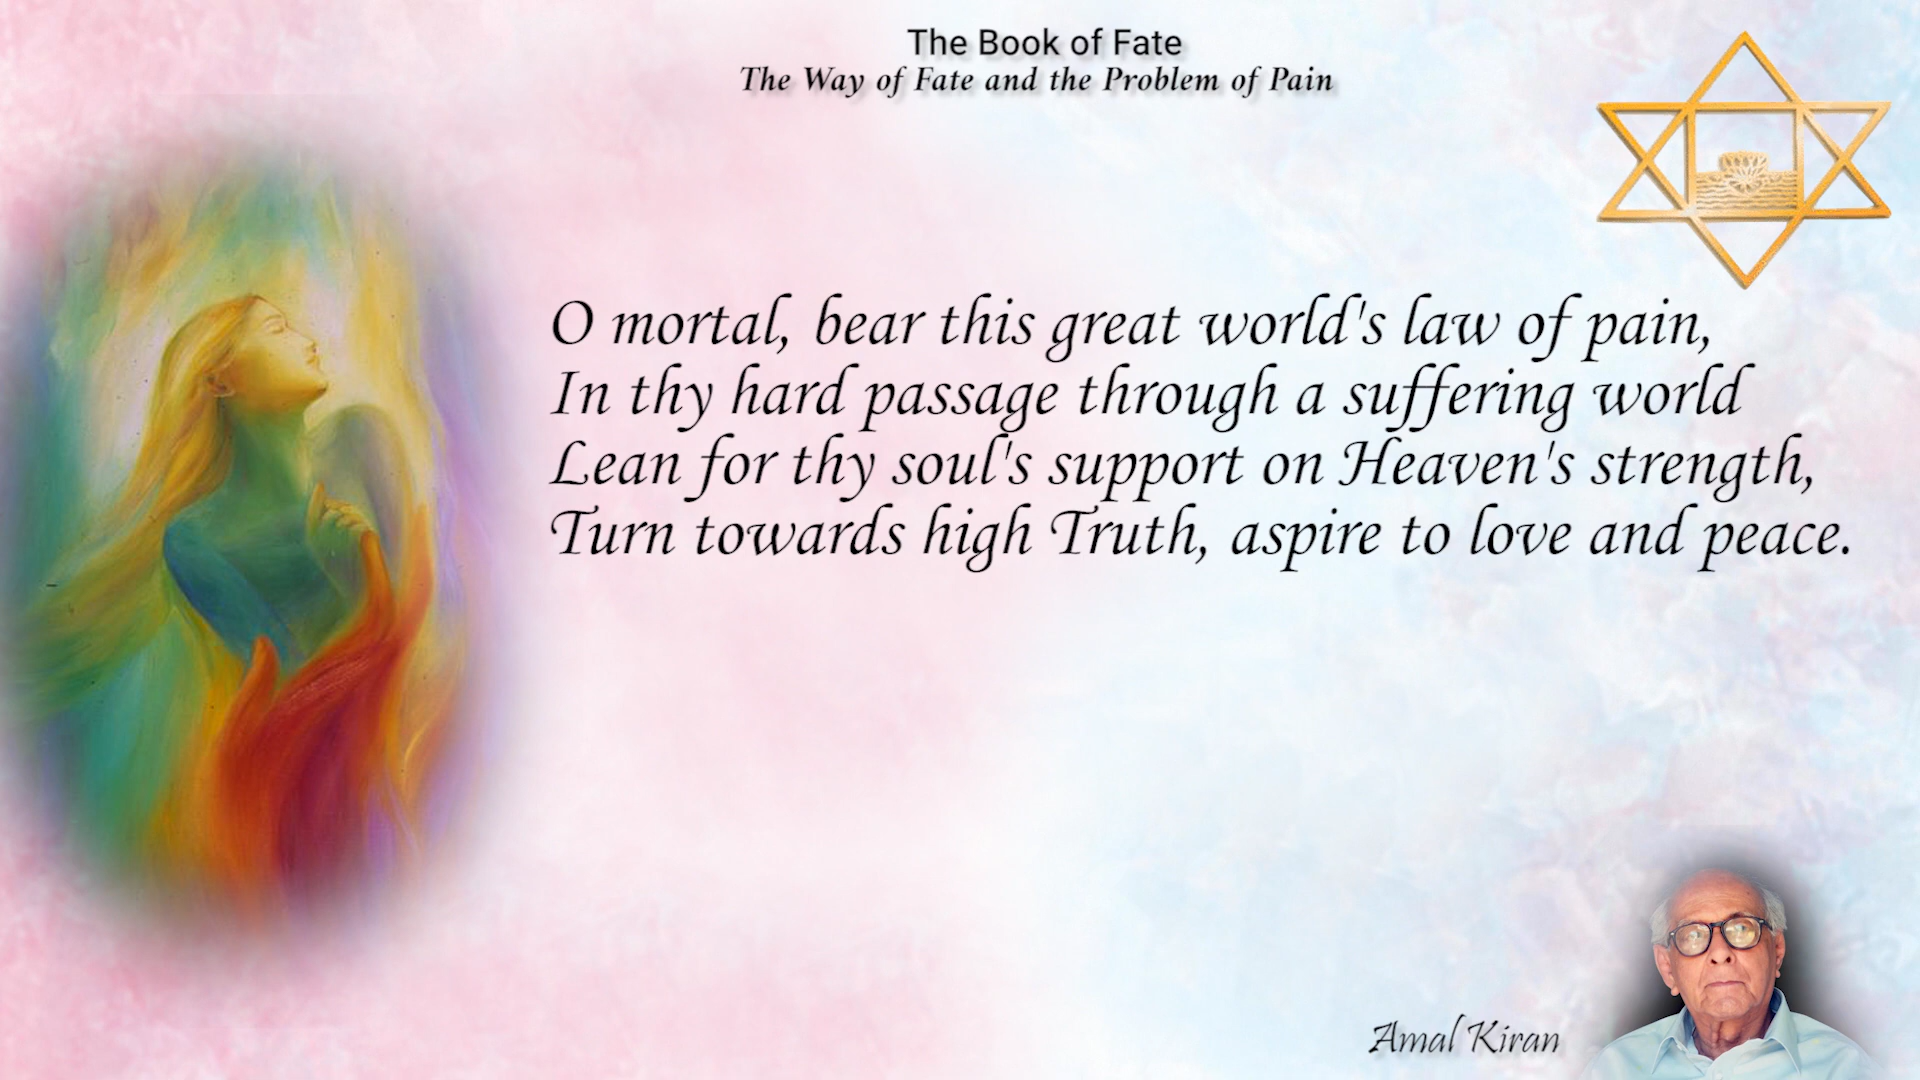 The Book of Fate
The Way of Fate and the Problem of Pain
O mortal, bear this great world's law of pain,
In thy hard passage through a suffering world
Lean for thy soul's support on Heaven's strength,
Turn towards high Truth, aspire to love and peace.
Amal Kiran